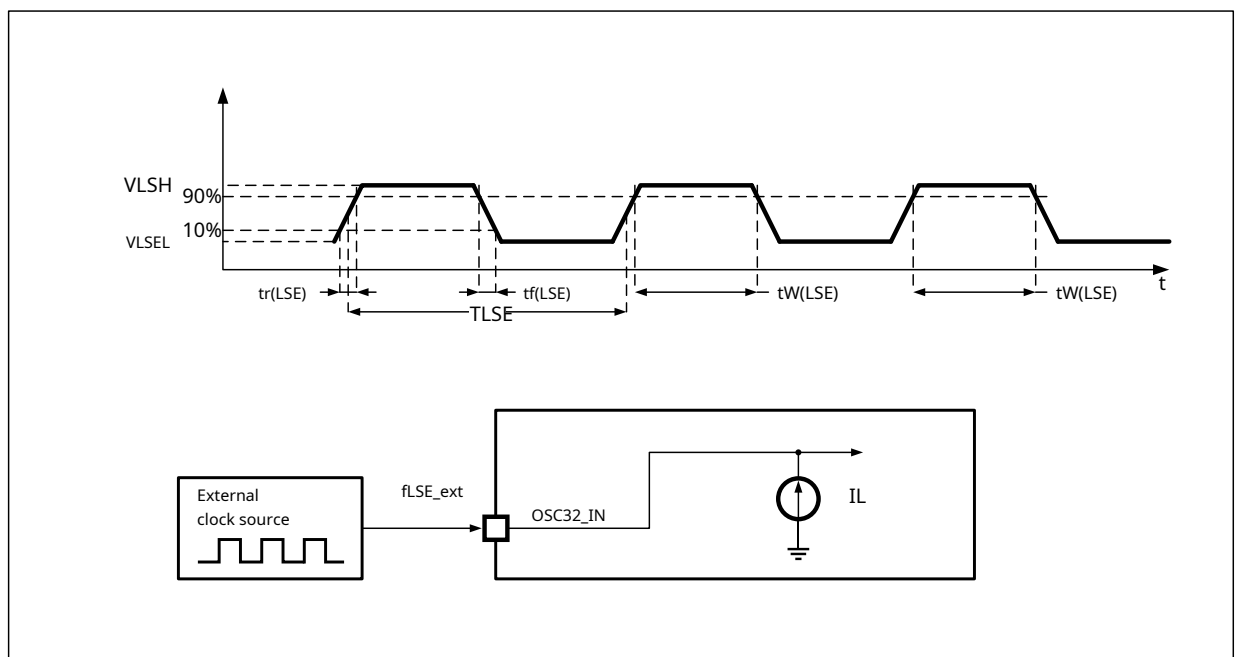 VLSH
90%
10%
VLSEL
tr(LSE)
tf(LSE)
tW(LSE)
tW(LSE)
t
TLSE
External
clock source
fLSE_ext
OSC32_IN
IL